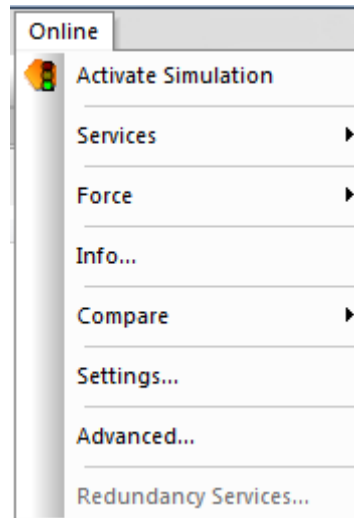 Online
Activate Simulation
Services
Force
Info...
Compare
Settings...
Advanced...
Redundancy Services...